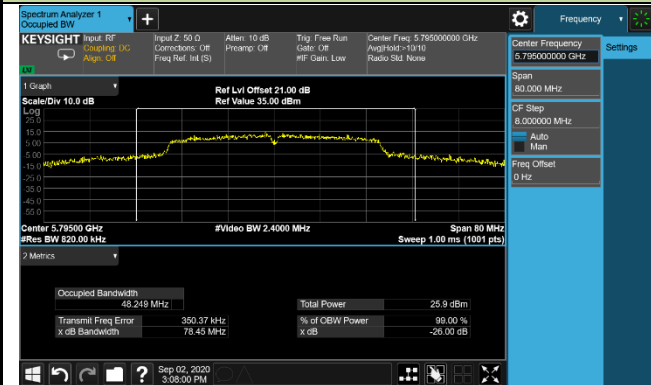 Spectrum Analyzer 1
Occupied BW
Frequency
KEYSIGHT
Input: RF
Coupling: DC
Align: Off
Input Z: 50 Ω
Corrections: Off
Freq Ref: Int (S)
Atten: 10 dB
Preamp: Off
Trig: Free Run
Gate: Off
#IF Gain: Low
Center Freq: 5.795000000 GHz
Avg|Hold:>10/10
Radio Std: None
LXI
Center Frequency
5.795000000 GHz
Settings
Span
80.000 MHz
CF Step
8.000000 MHz
Auto
Man
Freq Offset
0 Hz
1 Graph
Scale/Div 10.0 dB
Ref Lvl Offset 21.00 dB
Ref Value 35.00 dBm
Log
25.0
15.0
5.00
-5.00
-15.0
-25.0
-35.0
-45.0
-55.0
Center 5.79500 GHz
#Video BW 2.4000 MHz
Span 80 MHz
#Res BW 820.00 kHz
Sweep 1.00 ms (1001 pts)
2 Metrics
Occupied Bandwidth
48.249 MHz
Total Power 25.9 dBm
Transmit Freq Error 350.37 kHz
% of OBW Power 99.00 %
x dB Bandwidth 78.45 MHz
x dB -26.00 dB
Sep 02, 2020
3:08:00 PM